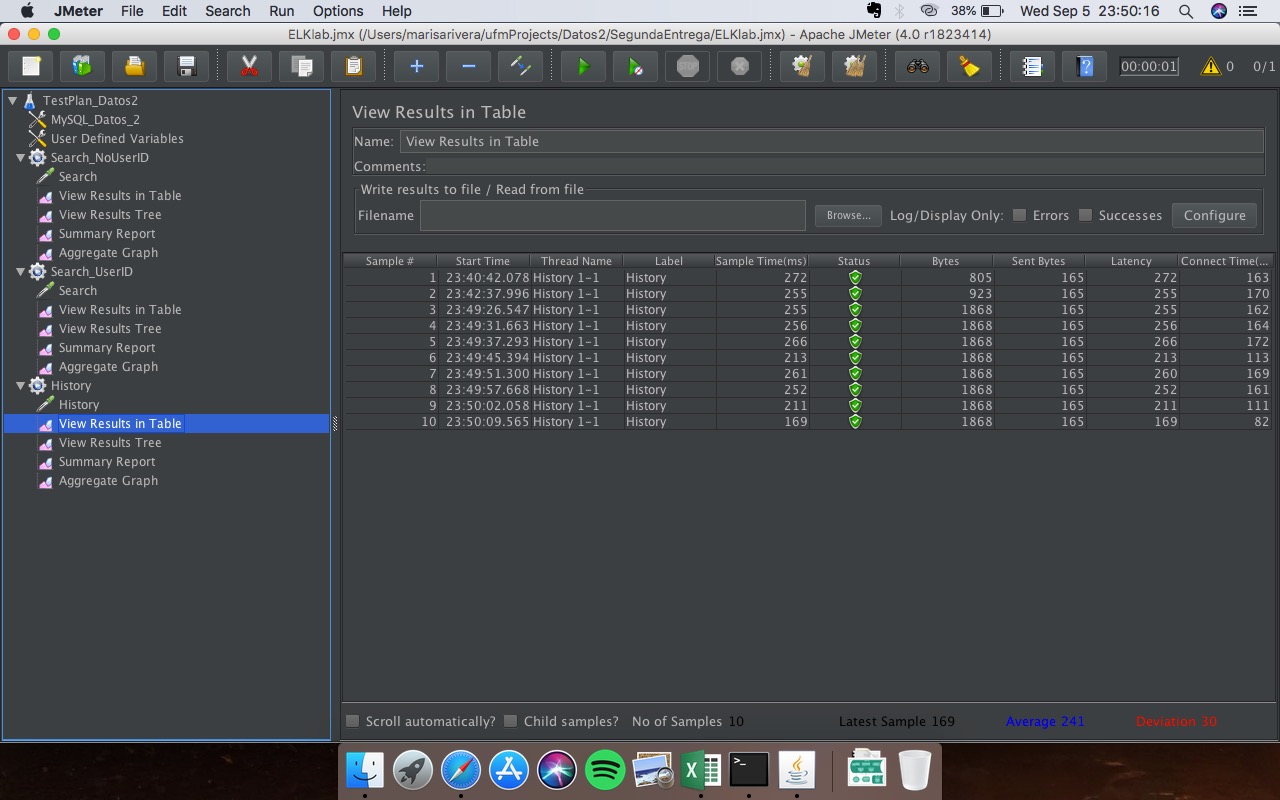 JMeter File Edit Search Run Options Help 38% Wed Sep 5 23:50:16
ELKlab.jmx (/Users/marisarivera/ufmProjects/Datos2/SegundaEntrega/ELKlab.jmx) - Apache JMeter (4.0 r1823414)
STOP 00:00:01 0 0/1
TestPlan_Datos2
MySQL_Datos_2
User Defined Variables
Search_NoUserID
Search
View Results in Table
View Results Tree
Summary Report
Aggregate Graph
Search_UserID
Search
View Results in Table
View Results Tree
Summary Report
Aggregate Graph
History
History
View Results in Table
View Results Tree
Summary Report
Aggregate Graph
View Results in Table
Name: View Results in Table
Comments:
Write results to file / Read from file
Filename Browse... Log/Display Only: Errors Successes Configure
Sample # Start Time Thread Name Label Sample Time(ms) Status Bytes Sent Bytes Latency Connect Time(...
1 23:40:42.078 History 1-1 History 272 805 165 272 163
2 23:42:37.996 History 1-1 History 255 923 165 255 170
3 23:49:26.547 History 1-1 History 255 1868 165 255 162
4 23:49:31.663 History 1-1 History 256 1868 165 256 164
5 23:49:37.293 History 1-1 History 266 1868 165 266 172
6 23:49:45.394 History 1-1 History 213 1868 165 213 113
7 23:49:51.300 History 1-1 History 261 1868 165 260 169
8 23:49:57.668 History 1-1 History 252 1868 165 252 161
9 23:50:02.058 History 1-1 History 211 1868 165 211 111
10 23:50:09.565 History 1-1 History 169 1868 165 169 82
Scroll automatically? Child samples? No of Samples 10 Latest Sample 169 Average 241 Deviation 30